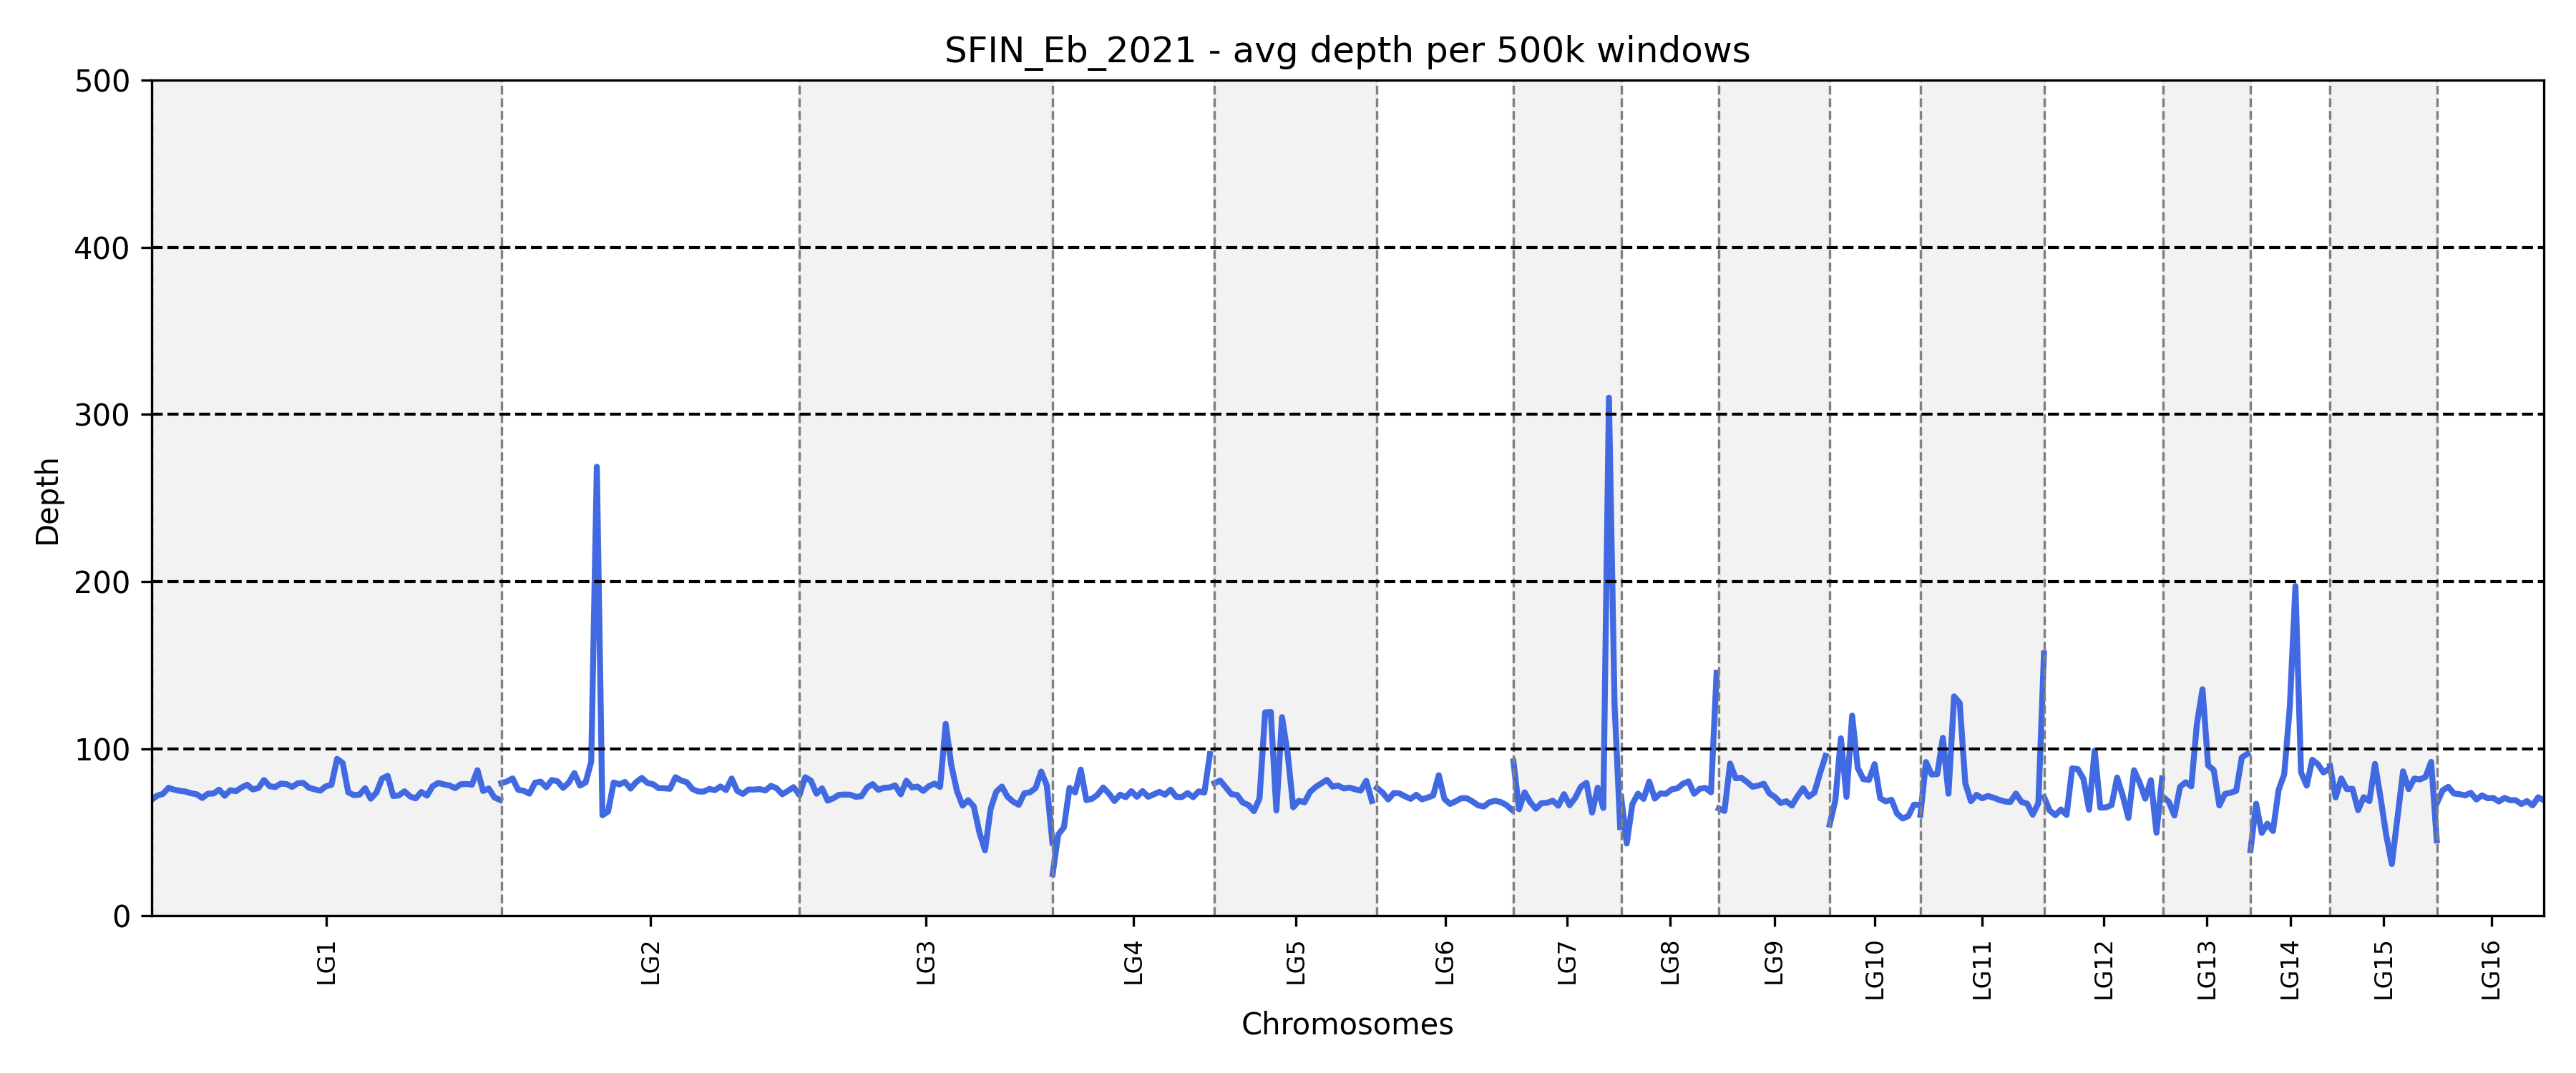 SFIN_Eb_2021 - avg depth per 500k windows
500
400
300
200
100
0
Depth
LG1
LG2
LG3
LG4
LG5
LG6
LG7
LG8
LG9
LG10
LG11
LG12
LG13
LG14
LG15
LG16
Chromosomes